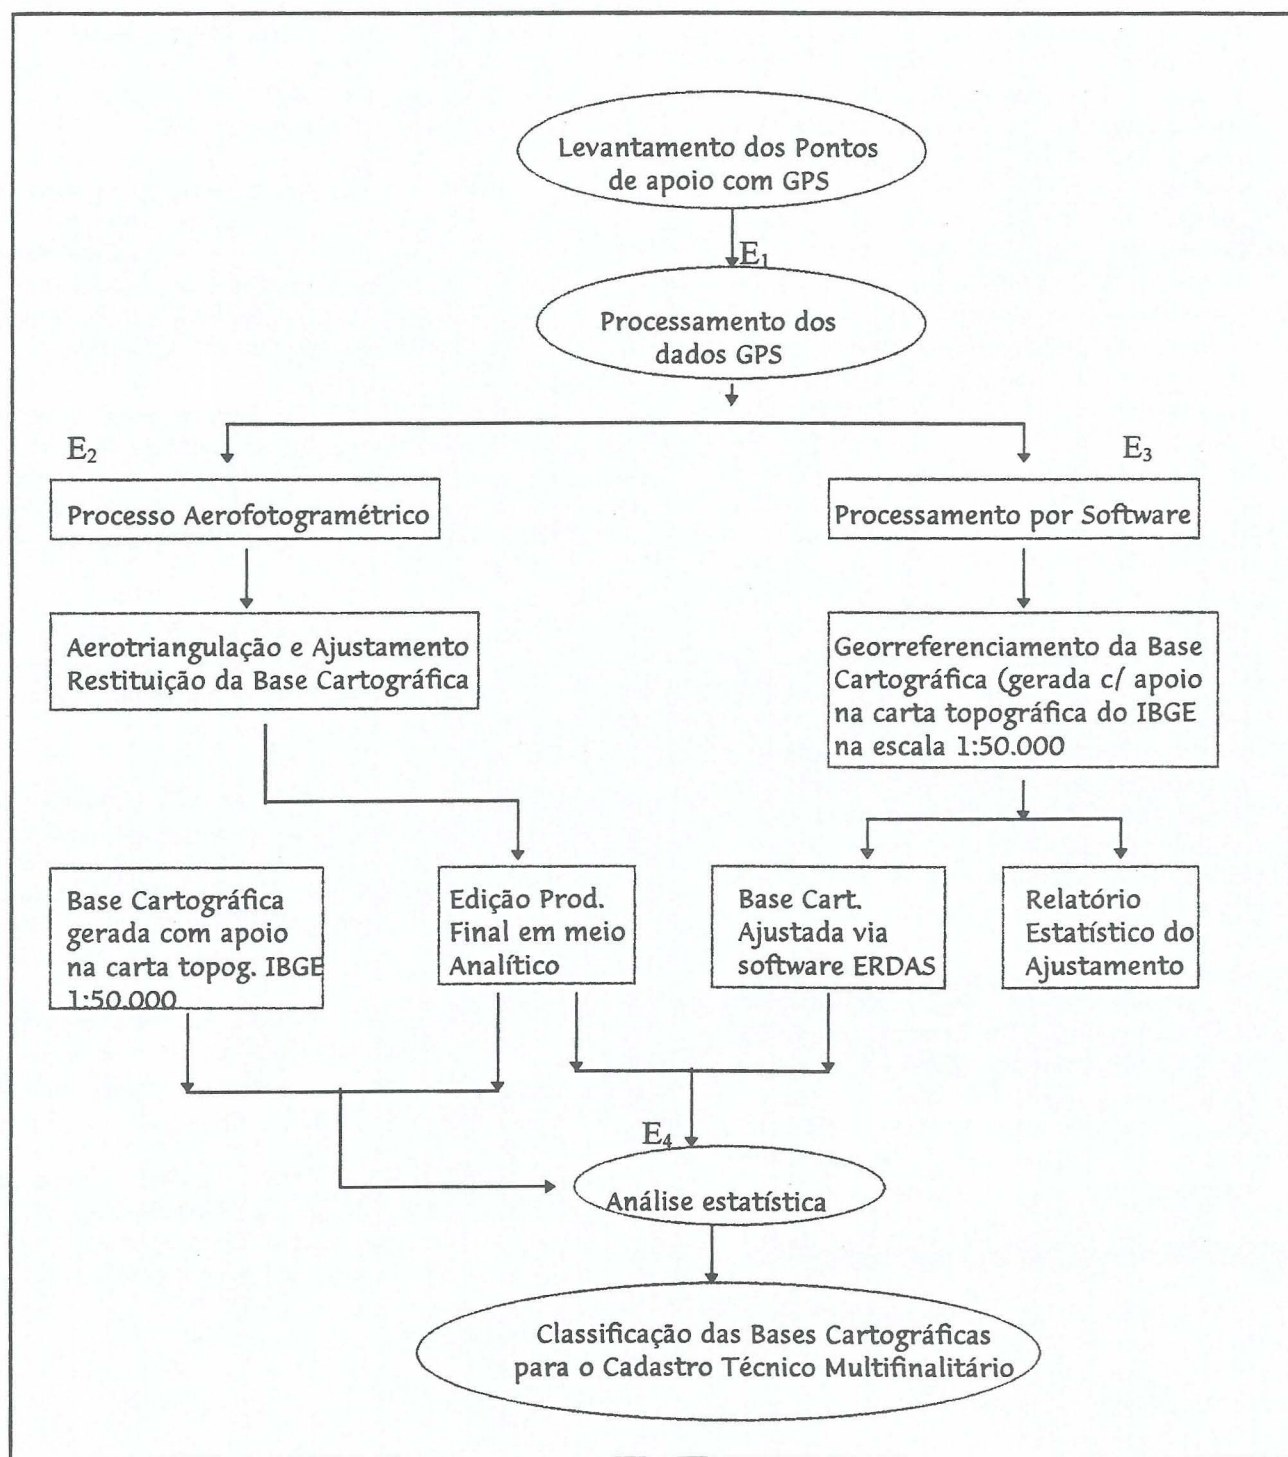 Levantamento dos Pontos
de apoio com GPS
E1
Processamento dos
dados GPS
E2
E3
Processo Aerofotogramétrico
Processamento por Software
Aerotriangulação e Ajustamento
Restituição da Base Cartográfica
Georreferenciamento da Base
Cartográfica (gerada c/ apoio
na carta topográfica do IBGE
na escala 1:50.000
Base Cartográfica
gerada com apoio
na carta topog. IBGE
1:50.000
Edição Prod.
Final em meio
Analítico
Base Cart.
Ajustada via
software ERDAS
Relatório
Estatístico do
Ajustamento
E4
Análise estatística
Classificação das Bases Cartográficas
para o Cadastro Técnico Multifinalitário